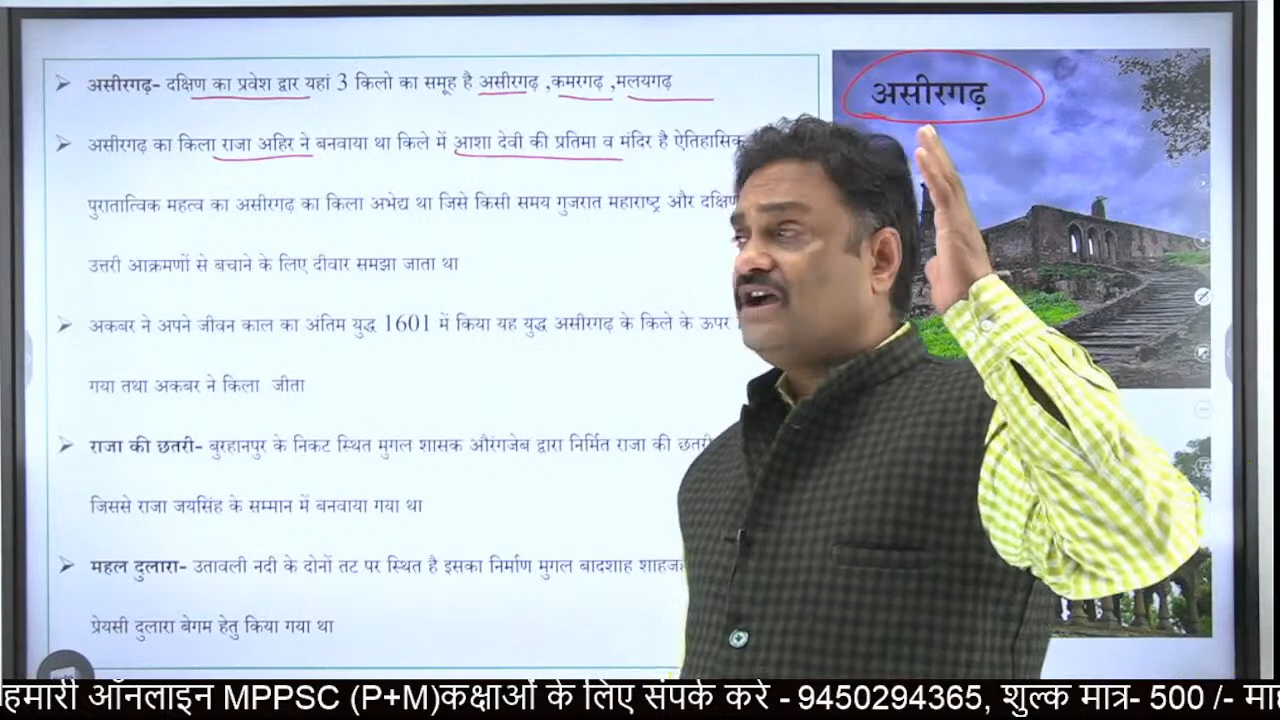 असीरगढ़- दक्षिण का प्रवेश द्वार यहां 3 किलो का समूह है असीरगढ़ ,कमरगढ़ ,मलयगढ़
असीरगढ़ का किला राजा अहिर ने बनवाया था किले में आशा देवी की प्रतिमा व मंदिर है ऐतिहासिक
पुरातात्विक महत्व का असीरगढ़ का किला अभेद्य था जिसे किसी समय गुजरात महाराष्ट्र और दक्षिण
उत्तरी आक्रमणों से बचाने के लिए दीवार समझा जाता था
अकबर ने अपने जीवन काल का अंतिम युद्ध 1601 में किया यह युद्ध असीरगढ़ के किले के ऊपर
गया तथा अकबर ने किला जीता
राजा की छतरी- बुरहानपुर के निकट स्थित मुगल शासक औरंगजेब द्वारा निर्मित राजा की छतरी
जिससे राजा जयसिंह के सम्मान में बनवाया गया था
महल दुलारा- उतावली नदी के दोनों तट पर स्थित है इसका निर्माण मुगल बादशाह
प्रेयसी दुलारा बेगम हेतु किया गया था
असीरगढ़
हमारी ऑनलाइन MPPSC (P+M)कक्षाओं के लिए संपर्क करे - 9450294365, शुल्क मात्र- 500 /-